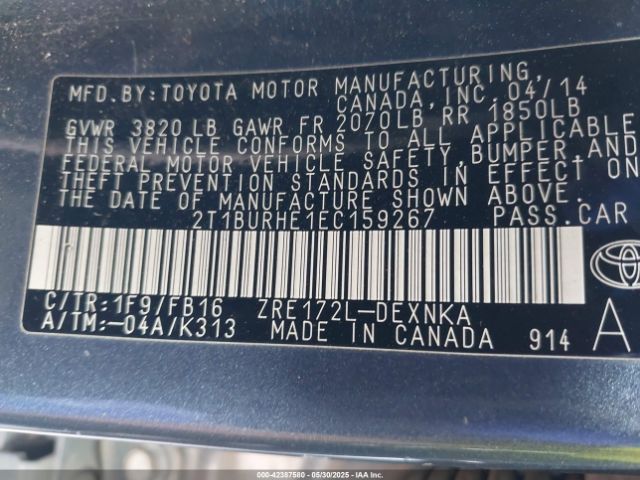 MFD.BY:TOYOTA MOTOR MANUFACTURING,
CANADA, INC. 04/14
GVWR 3820 LB GAWR FR 2070LB RR 1850LB
THIS VEHICLE CONFORMS TO ALL APPLICABLE
FEDERAL MOTOR VEHICLE SAFETY, BUMPER AND
THEFT PREVENTION STANDARDS IN EFFECT ON
THE DATE OF MANUFACTURE SHOWN ABOVE.
2T1BURHE1EC159267 PASS.CAR
C/TR:1F9/FB16 ZRE172L-DEXNKA
A/TM:-04A/K313 MADE IN CANADA 914 A
000-42387580 - 05/30/2025 - IAAI.COM